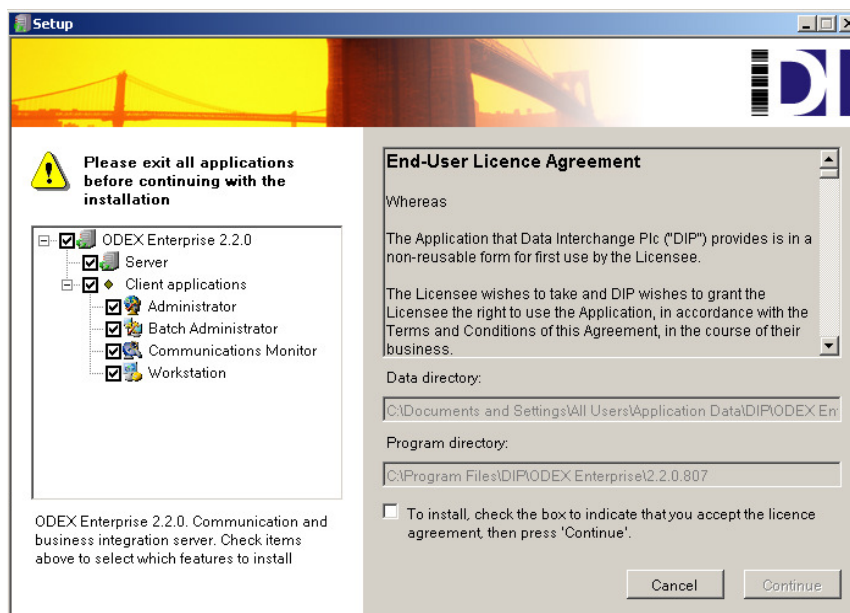 Setup
DI
Please exit all applications
before continuing with the
installation
ODEX Enterprise 2.2.0
Server
Client applications
Administrator
Batch Administrator
Communications Monitor
Workstation
ODEX Enterprise 2.2.0. Communication and
business integration server. Check items
above to select which features to install
End-User Licence Agreement
Whereas
The Application that Data Interchange Plc ("DIP") provides is in a
non-reusable form for first use by the Licensee.
The Licensee wishes to take and DIP wishes to grant the
Licensee the right to use the Application, in accordance with the
Terms and Conditions of this Agreement, in the course of their
business.
Data directory:
C:\Documents and Settings\All Users\Application Data\DIP\ODEX Ent
Program directory:
C:\Program Files\DIP\ODEX Enterprise\2.2.0.807
To install, check the box to indicate that you accept the licence
agreement, then press 'Continue'.
Cancel
Continue